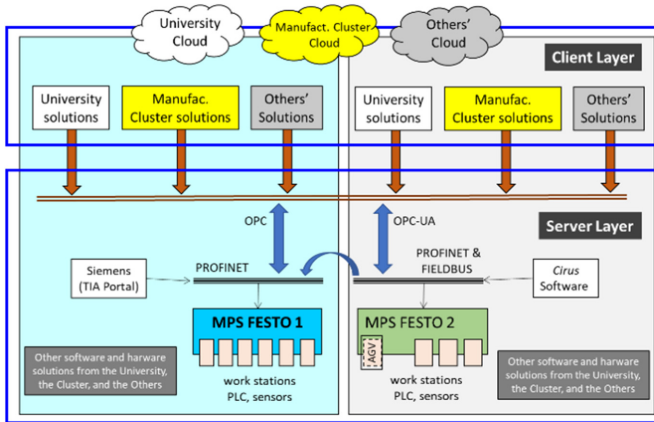 University
Cloud
Manufact. Cluster
Cloud
Others'
Cloud
Client Layer
University
solutions
Manufac.
Cluster solutions
Others'
Solutions
University
solutions
Manufac.
Cluster solutions
Others'
Solutions
OPC
OPC-UA
Server Layer
Siemens
(TIA Portal)
PROFINET
PROFINET &
FIELDBUS
Cirus
Software
MPS FESTO 1
MPS FESTO 2
AGV
Other software and harware
solutions from the University,
the Cluster, and the Others
work stations
PLC, sensors
work stations
PLC, sensors
Other software and harware
solutions from the University,
the Cluster, and the Others